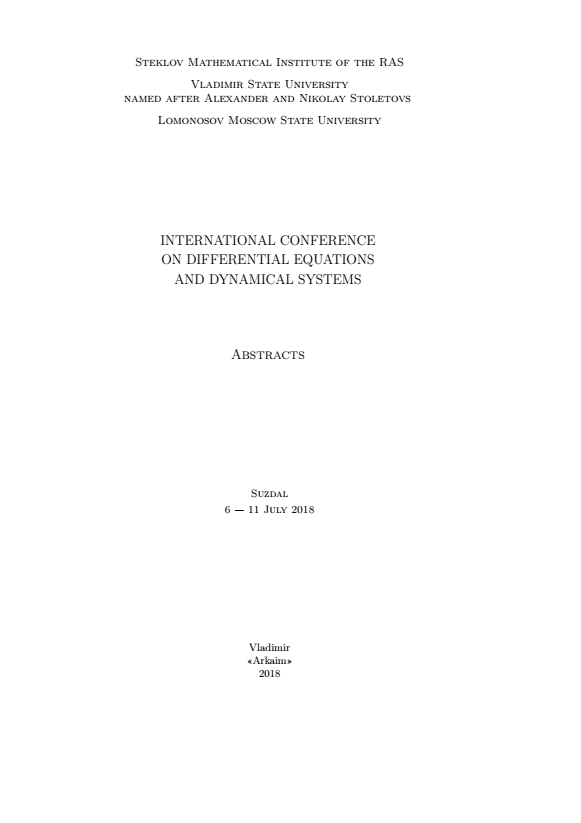 Steklov Mathematical Institute of the RAS
Vladimir State University
named after Alexander and Nikolay Stoletovs
Lomonosov Moscow State University
INTERNATIONAL CONFERENCE
ON DIFFERENTIAL EQUATIONS
AND DYNAMICAL SYSTEMS
Abstracts
Suzdal
6 — 11 July 2018
Vladimir
«Arkaim»
2018